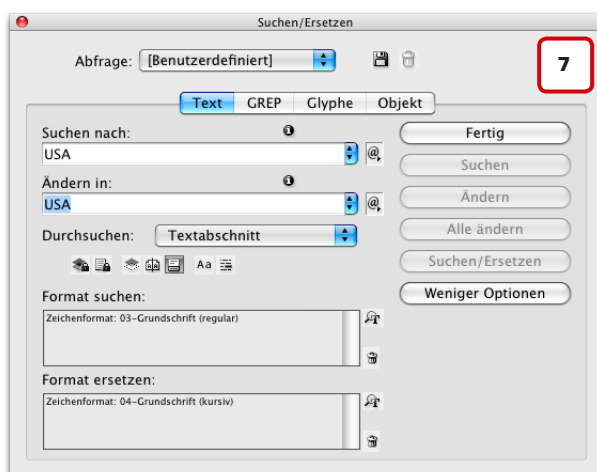 Suchen/Ersetzen
Abfrage: [Benutzerdefiniert]
7
Text GREP Glyphe Objekt
Suchen nach:
USA
@
Ändern in:
USA
@
Durchsuchen: Textabschnitt
Aa
Format suchen:
Zeichenformat: 03-Grundschrift (regular)
Format ersetzen:
Zeichenformat: 04-Grundschrift (kursiv)
Fertig
Suchen
Ändern
Alle ändern
Suchen/Ersetzen
Weniger Optionen